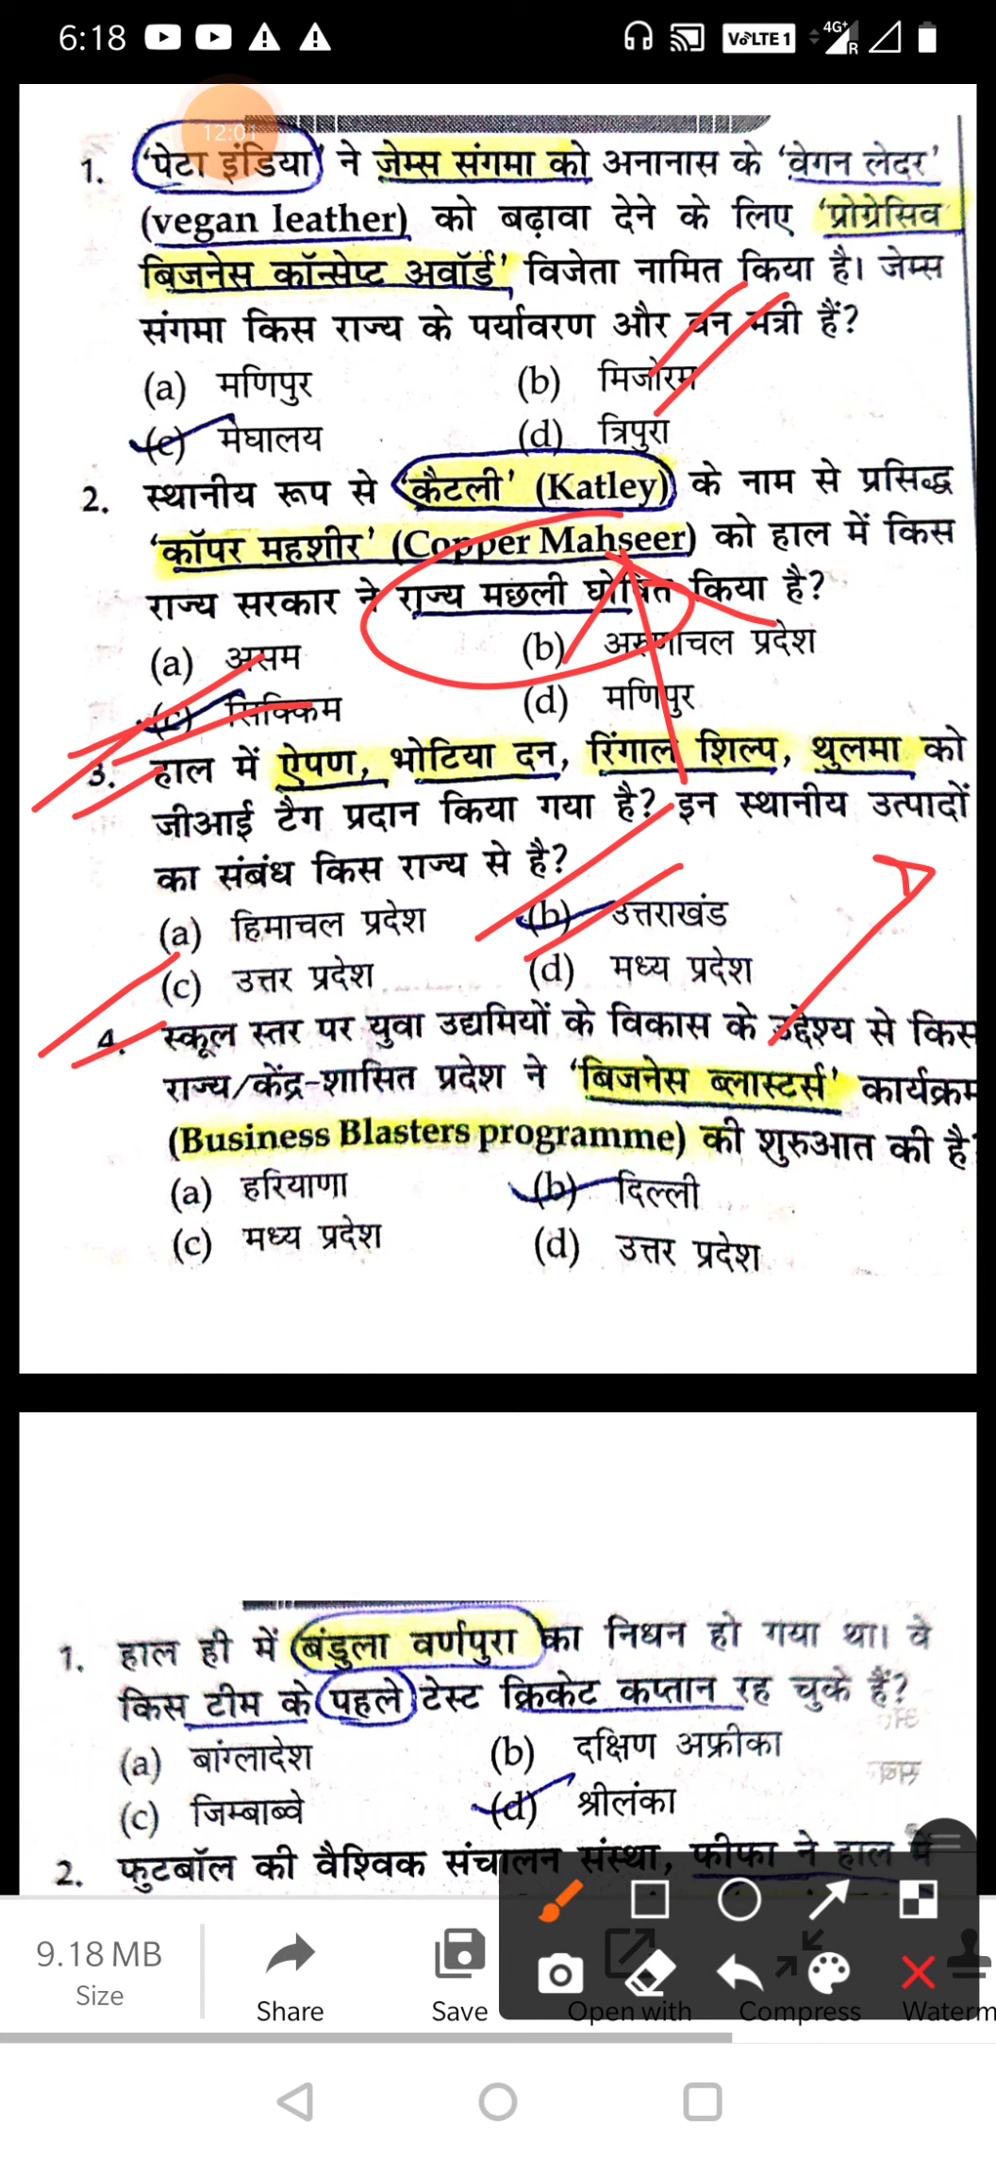 6:18 VoLTE 1 4G+ R
12:01
1. 'पेटा इंडिया' ने जेम्स संगमा को अनानास के 'वेगन लेदर'
(vegan leather) को बढ़ावा देने के लिए 'प्रोग्रेसिव
बिजनेस कॉन्सेप्ट अवॉर्ड' विजेता नामित किया है। जेम्स
संगमा किस राज्य के पर्यावरण और वन मंत्री हैं?
(a) मणिपुर (b) मिजोरम
(c) मेघालय (d) त्रिपुरा
2. स्थानीय रूप से 'कैटली' (Katley) के नाम से प्रसिद्ध
'कॉपर महशीर' (Copper Mahseer) को हाल में किस
राज्य सरकार ने राज्य मछली घोषित किया है?
(a) असम (b) अरुणाचल प्रदेश
(c) सिक्किम (d) मणिपुर
3. हाल में ऐपण, भोटिया दन, रिंगाल शिल्प, थुलमा को
जीआई टैग प्रदान किया गया है? इन स्थानीय उत्पादों
का संबंध किस राज्य से है?
(a) हिमाचल प्रदेश (b) उत्तराखंड
(c) उत्तर प्रदेश (d) मध्य प्रदेश
4. स्कूल स्तर पर युवा उद्यमियों के विकास के उद्देश्य से किस
राज्य/केंद्र-शासित प्रदेश ने 'बिजनेस ब्लास्टर्स' कार्यक्रम
(Business Blasters programme) की शुरुआत की है?
(a) हरियाणा (b) दिल्ली
(c) मध्य प्रदेश (d) उत्तर प्रदेश
1. हाल ही में बंडुला वर्णपुरा का निधन हो गया था। वे
किस टीम के पहले टेस्ट क्रिकेट कप्तान रह चुके हैं?
(a) बांग्लादेश (b) दक्षिण अफ्रीका
(c) जिम्बाब्वे (d) श्रीलंका
2. फुटबॉल की वैश्विक संचालन संस्था, फीफा ने हाल में
9.18 MB
Size Share Save Open with Compress Waterm